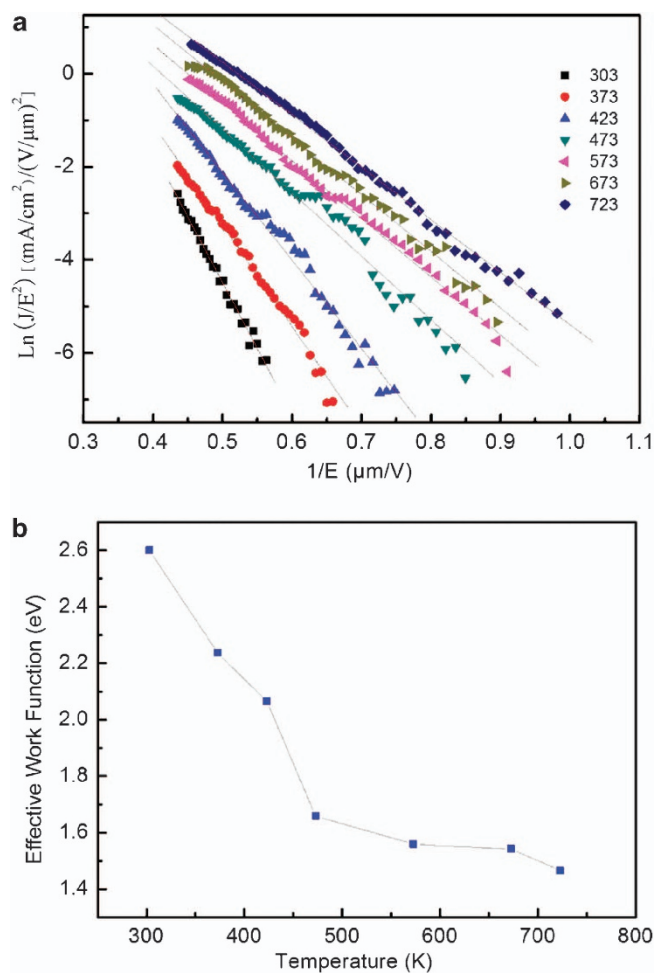 a
Ln (J/E²) [(mA/cm²)/(V/μm)²]
0
-2
-4
-6
303
373
423
473
573
673
723
0.3 0.4 0.5 0.6 0.7 0.8 0.9 1.0 1.1
1/E (μm/V)
b
Effective Work Function (eV)
2.6
2.4
2.2
2.0
1.8
1.6
1.4
300 400 500 600 700 800
Temperature (K)